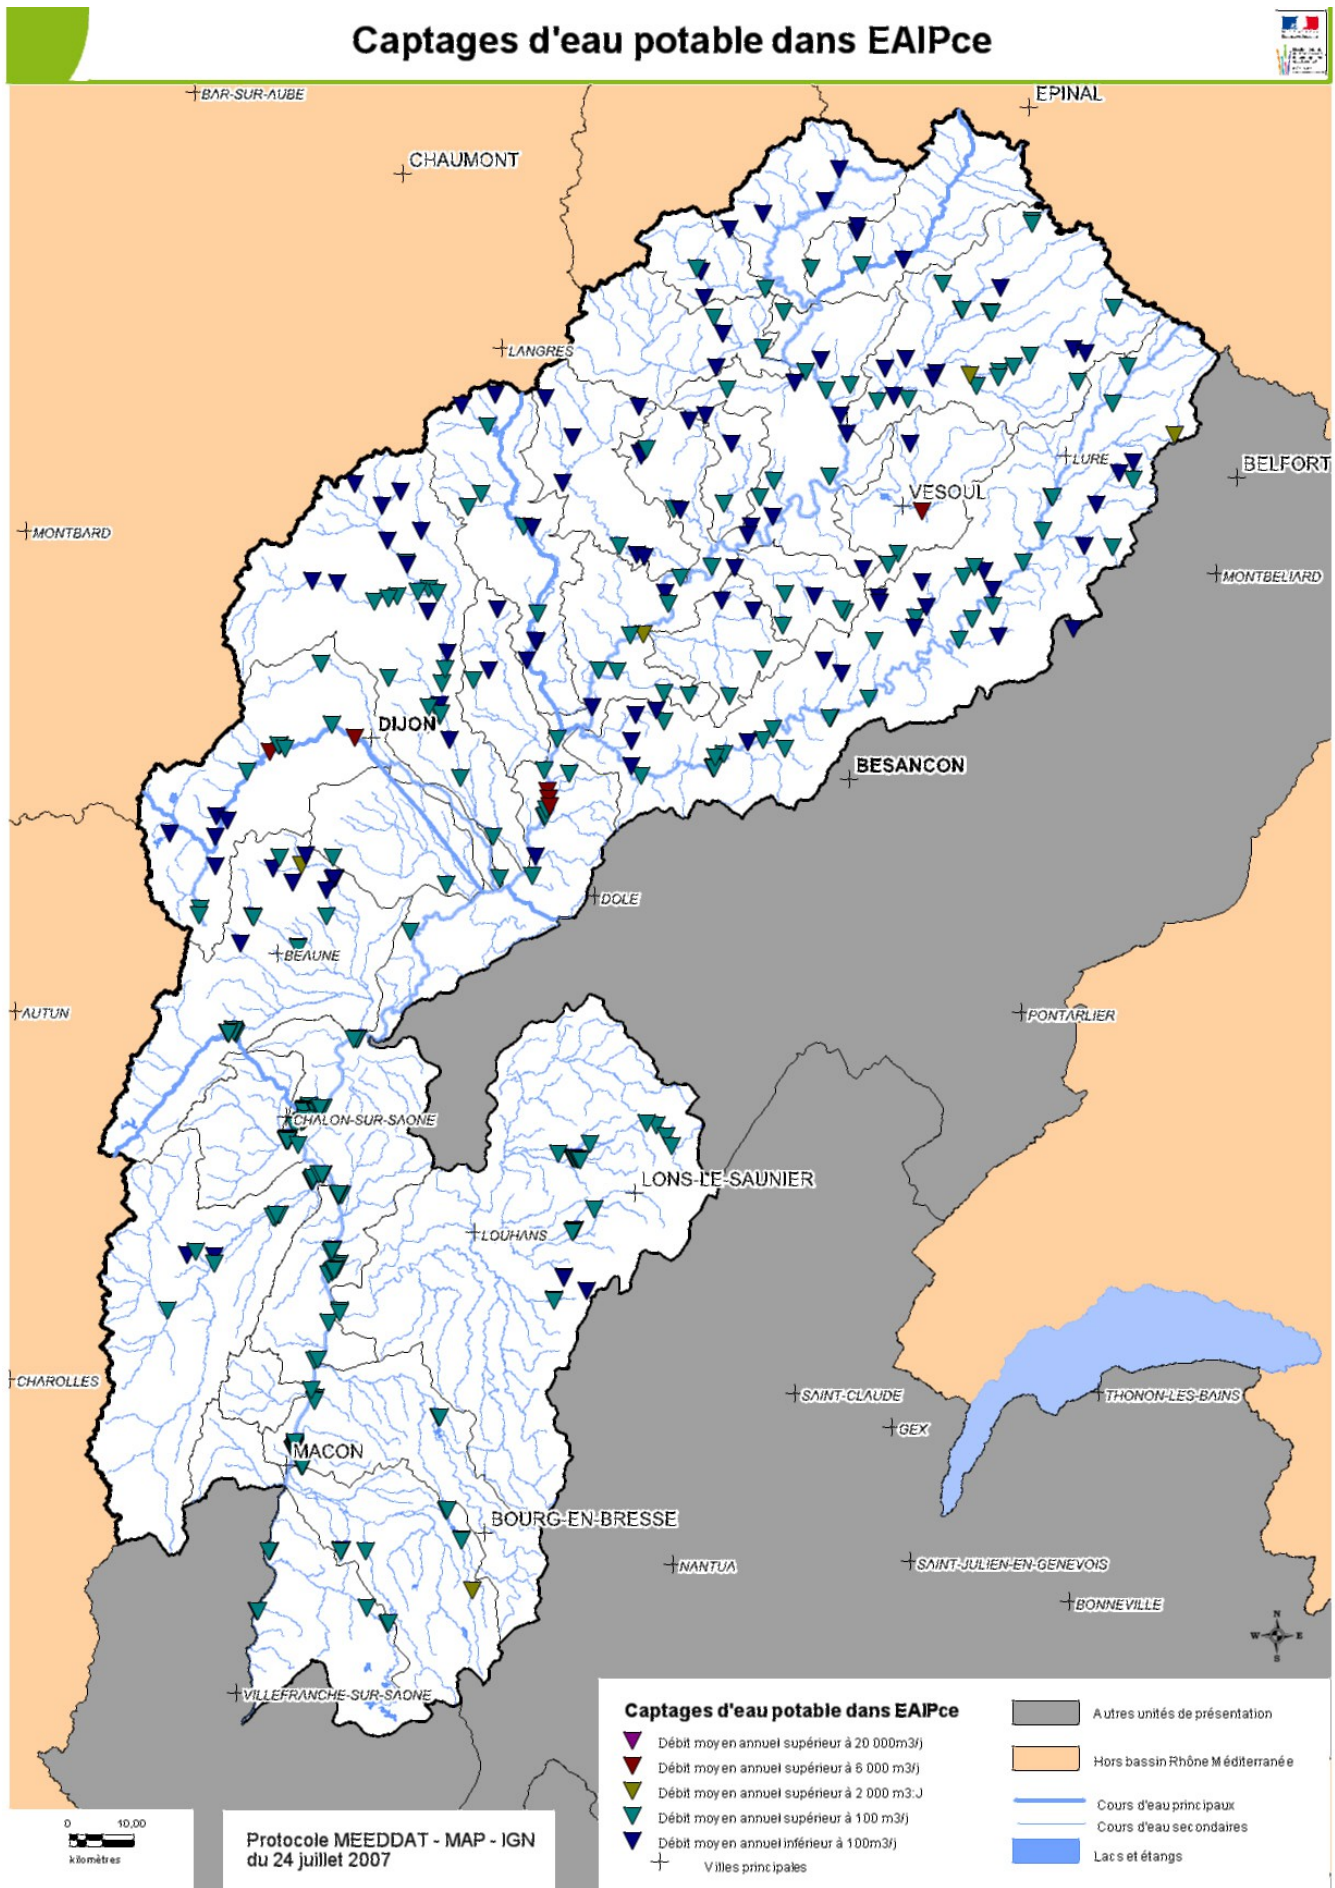 Captages d'eau potable dans EAIPce
BAR-SUR-AUBE
EPINAL
CHAUMONT
LANGRES
LURE
BELFORT
VESOUL
MONTBARD
MONTBELIARD
DIJON
BESANCON
DOLE
BEAUNE
AUTUN
PONTARLIER
CHALON-SUR-SAONE
LONS-LE-SAUNIER
LOUHANS
CHAROLLES
SAINT-CLAUDE
THONON-LES-BAINS
GEX
MACON
BOURG-EN-BRESSE
NANTUA
SAINT-JULIEN-EN-GENEVOIS
BONNEVILLE
N
W E
S
VILLEFRANCHE-SUR-SAONE
Captages d'eau potable dans EAIPce
Débit moyen annuel supérieur à 20 000m3/j
Débit moyen annuel supérieur à 6 000 m3/j
Débit moyen annuel supérieur à 2 000 m3:J
Débit moyen annuel supérieur à 100 m3/j
Débit moyen annuel inférieur à 100m3/j
Villes principales
Autres unités de présentation
Hors bassin Rhône Méditerranée
Cours d'eau principaux
Cours d'eau secondaires
Lacs et étangs
0 10,00
kilomètres
Protocole MEEDDAT - MAP - IGN
du 24 juillet 2007